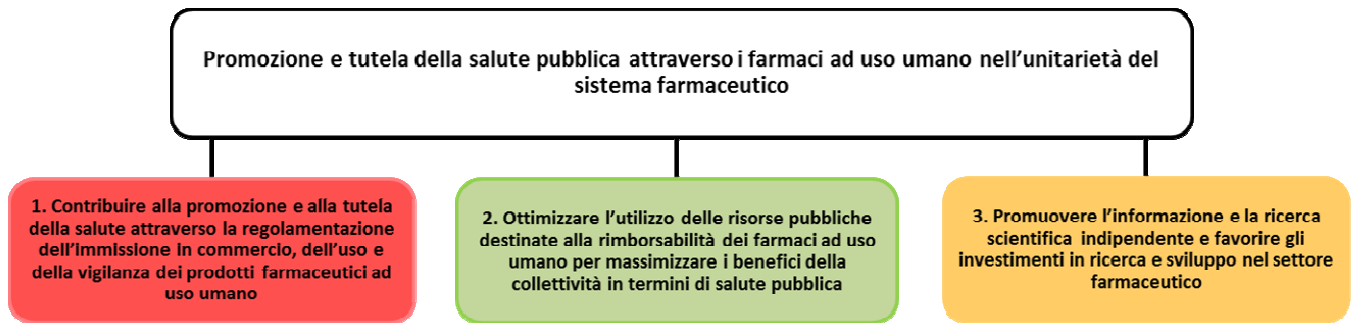 Promozione e tutela della salute pubblica attraverso i farmaci ad uso umano nell'unitarietà del
sistema farmaceutico
1. Contribuire alla promozione e alla tutela
della salute attraverso la regolamentazione
dell'immissione in commercio, dell'uso e
della vigilanza dei prodotti farmaceutici ad
uso umano
2. Ottimizzare l'utilizzo delle risorse pubbliche
destinate alla rimborsabilità dei farmaci ad uso
umano per massimizzare i benefici della
collettività in termini di salute pubblica
3. Promuovere l'informazione e la ricerca
scientifica indipendente e favorire gli
investimenti in ricerca e sviluppo nel settore
farmaceutico